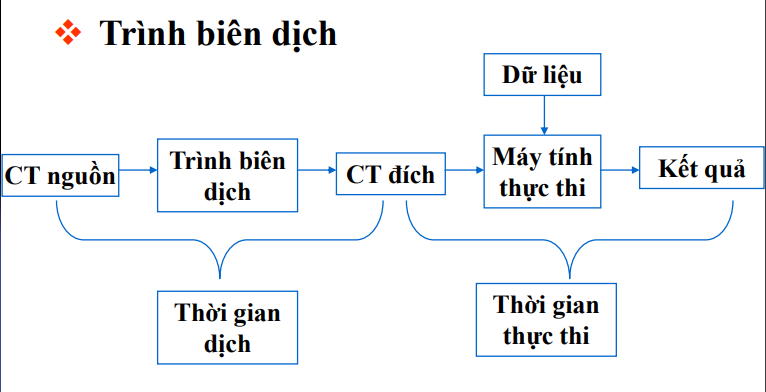 Trình biên dịch
Dữ liệu
CT nguồn
Trình biên
dịch
CT đích
Máy tính
thực thi
Kết quả
Thời gian
dịch
Thời gian
thực thi